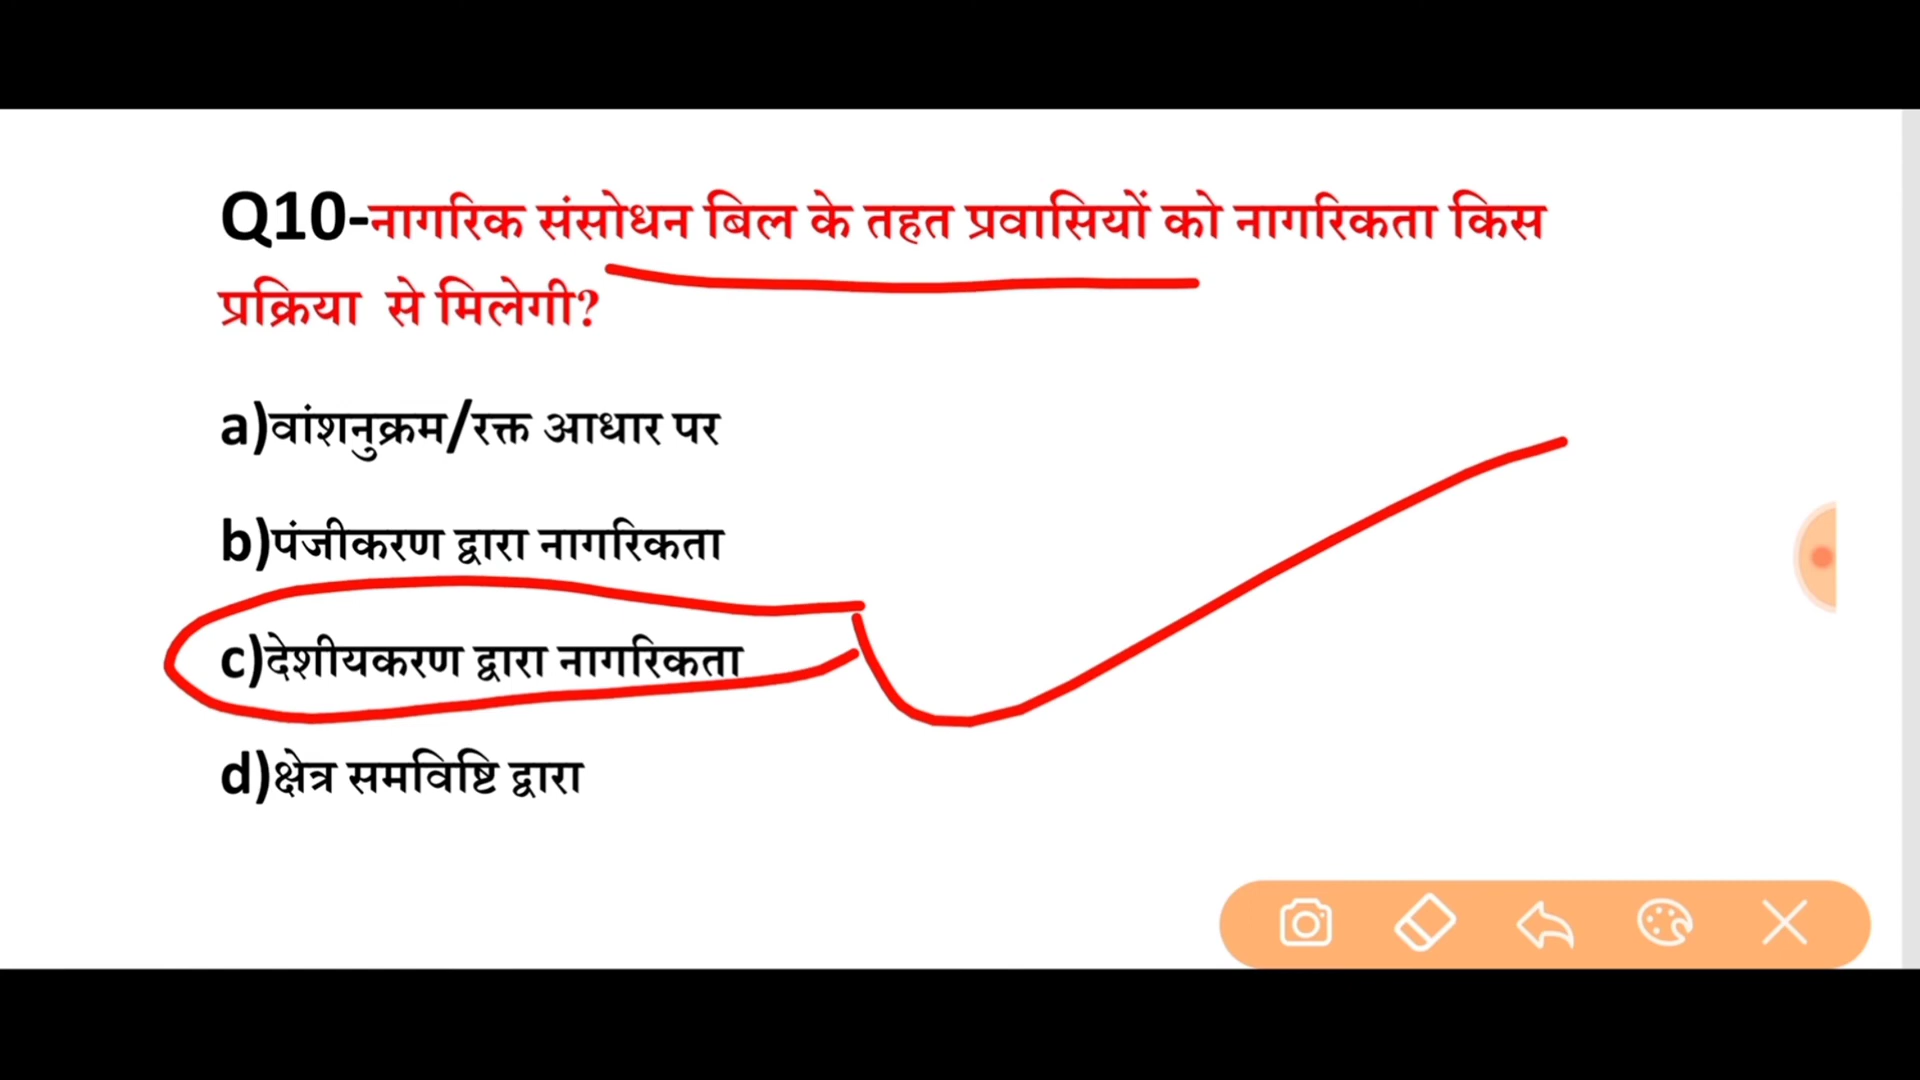 Q10-नागरिक संसोधन बिल के तहत प्रवासियों को नागरिकता किस
प्रक्रिया से मिलेगी?
a)वांशनुक्रम/रक्त आधार पर
b)पंजीकरण द्वारा नागरिकता
c)देशीयकरण द्वारा नागरिकता
d)क्षेत्र समविष्टि द्वारा